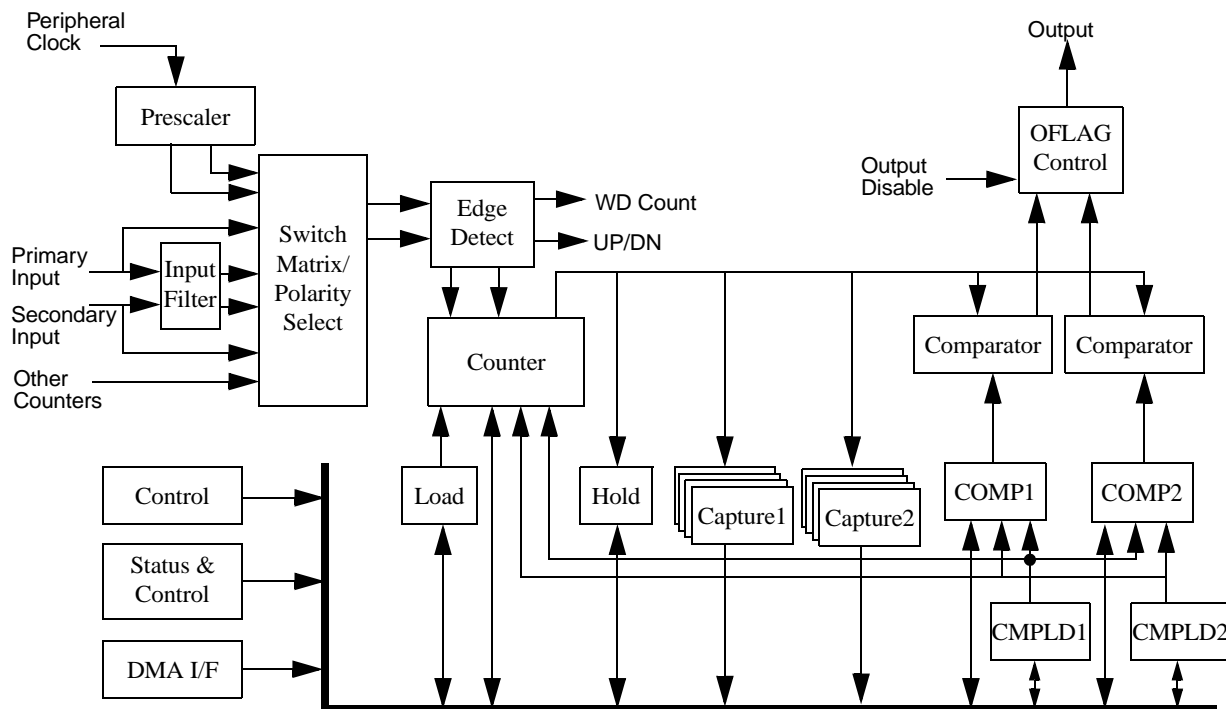 Peripheral
Clock
Output
Prescaler
OFLAG
Control
Output
Disable
Edge
Detect
WD Count
UP/DN
Switch
Matrix/
Polarity
Select
Primary
Input
Input
Filter
Secondary
Input
Counter
Comparator
Comparator
Other
Counters
Control
Load
Hold
Capture1
Capture2
COMP1
COMP2
Status &
Control
CMPLD1
CMPLD2
DMA I/F